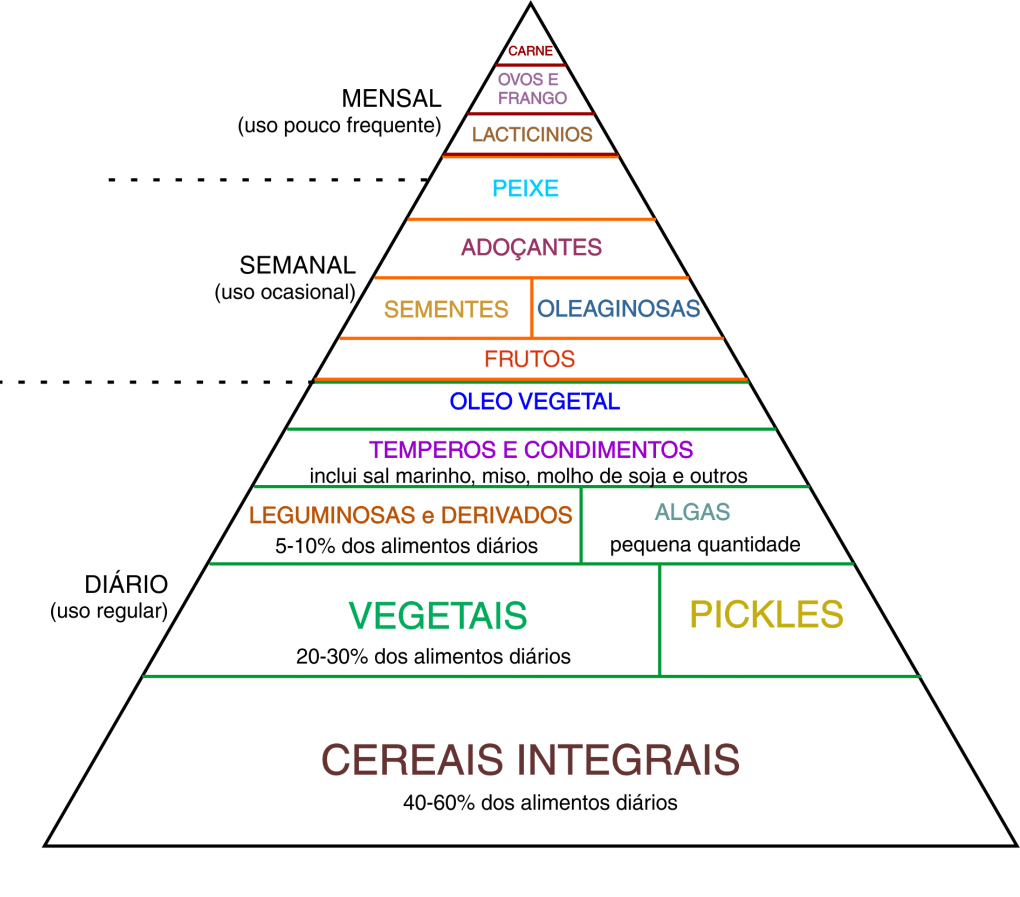 CARNE
OVOS E
FRANGO
MENSAL
(uso pouco frequente)
LACTICINIOS
PEIXE
ADOÇANTES
SEMANAL
(uso ocasional)
SEMENTES
OLEAGINOSAS
FRUTOS
OLEO VEGETAL
TEMPEROS E CONDIMENTOS
inclui sal marinho, miso, molho de soja e outros
LEGUMINOSAS e DERIVADOS
5-10% dos alimentos diários
ALGAS
pequena quantidade
DIÁRIO
(uso regular)
VEGETAIS
20-30% dos alimentos diários
PICKLES
CEREAIS INTEGRAIS
40-60% dos alimentos diários